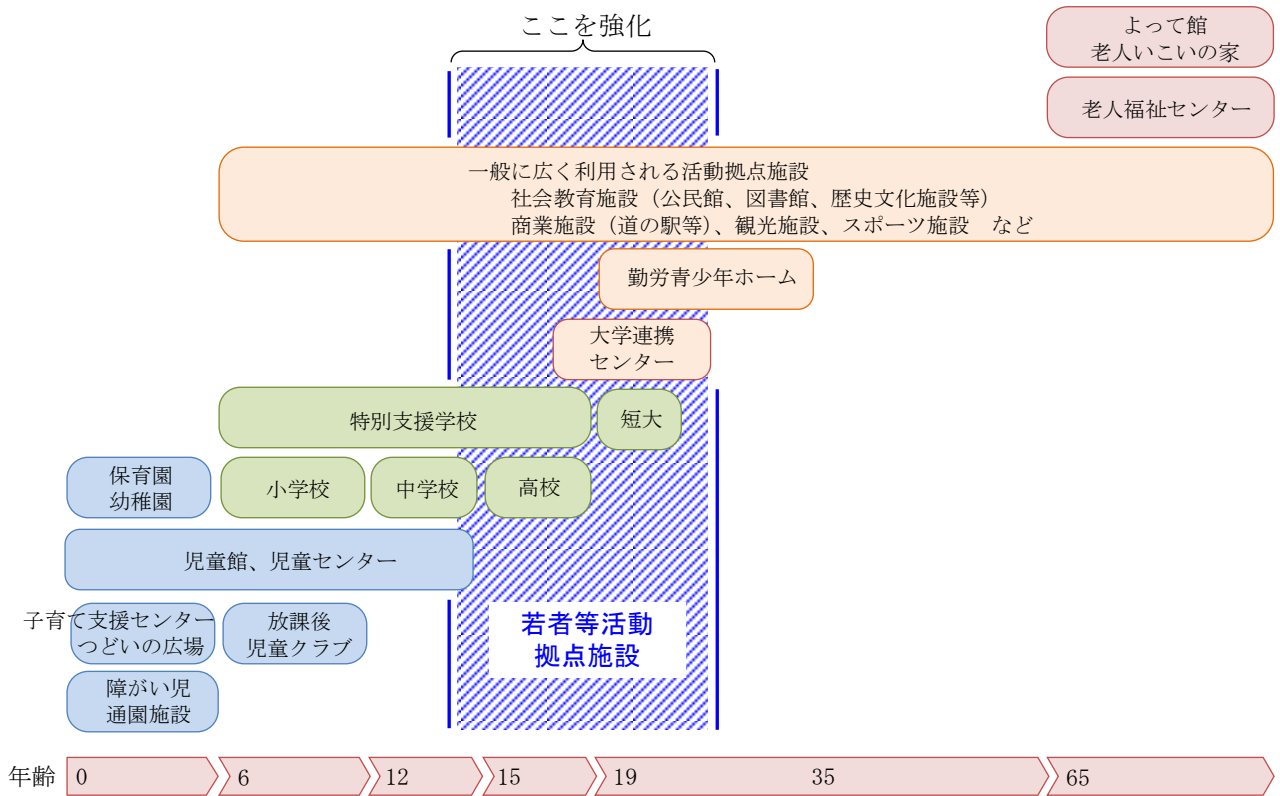 ここを強化
よって館
老人いこいの家
老人福祉センター
一般に広く利用される活動拠点施設
社会教育施設（公民館、図書館、歴史文化施設等）
商業施設（道の駅等）、観光施設、スポーツ施設　など
勤労青少年ホーム
大学連携
センター
特別支援学校
短大
保育園
幼稚園
小学校
中学校
高校
児童館、児童センター
子育て支援センター
つどいの広場
放課後
児童クラブ
若者等活動
拠点施設
障がい児
通園施設
年齢 0 6 12 15 19 35 65